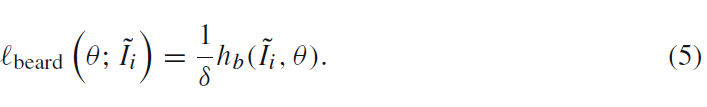 ℓ_beard (θ; Ĩ_i) = 1/δ h_b(Ĩ_i, θ). (5)